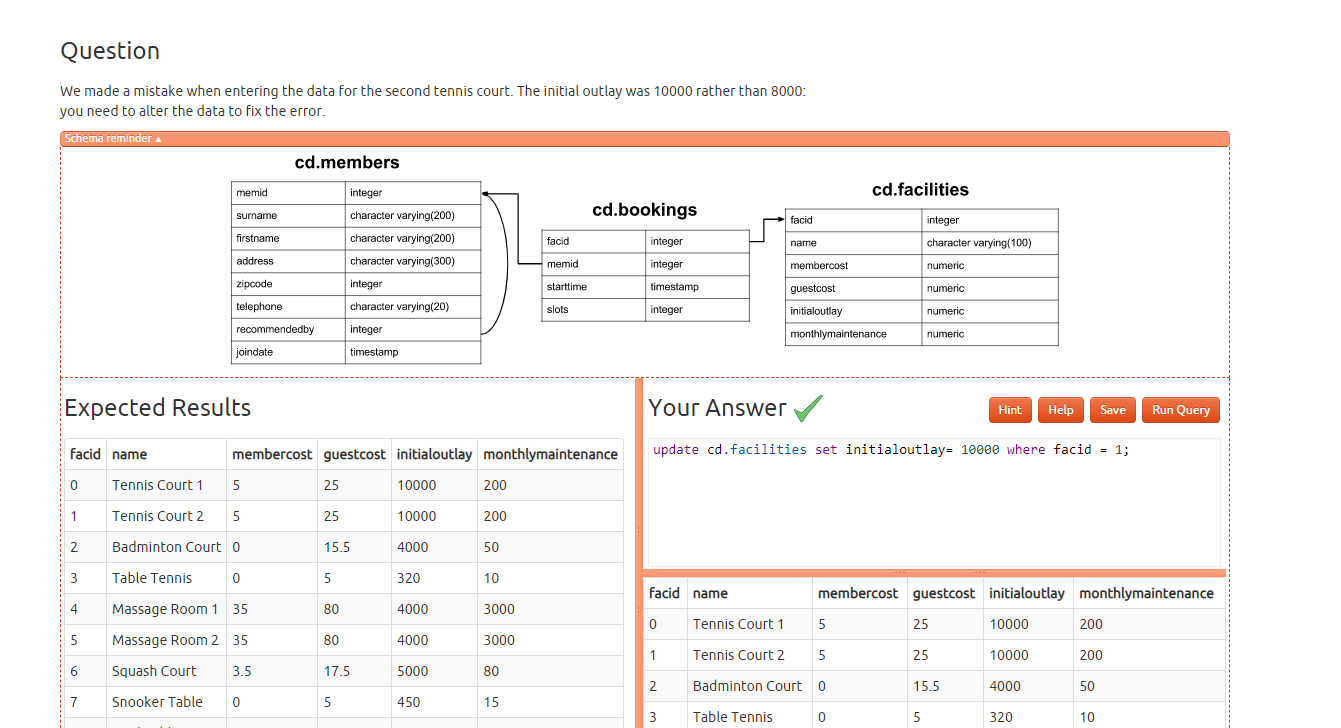 Question
We made a mistake when entering the data for the second tennis court. The initial outlay was 10000 rather than 8000:
you need to alter the data to fix the error.
Schema reminder ▲
cd.members
memid integer
surname character varying(200)
firstname character varying(200)
address character varying(300)
zipcode integer
telephone character varying(20)
recommendedby integer
joindate timestamp
cd.bookings
facid integer
memid integer
starttime timestamp
slots integer
cd.facilities
facid integer
name character varying(100)
membercost numeric
guestcost numeric
initialoutlay numeric
monthlymaintenance numeric
Expected Results
facid name membercost guestcost initialoutlay monthlymaintenance
0 Tennis Court 1 5 25 10000 200
1 Tennis Court 2 5 25 10000 200
2 Badminton Court 0 15.5 4000 50
3 Table Tennis 0 5 320 10
4 Massage Room 1 35 80 4000 3000
5 Massage Room 2 35 80 4000 3000
6 Squash Court 3.5 17.5 5000 80
7 Snooker Table 0 5 450 15
Your Answer
Hint Help Save Run Query
update cd.facilities set initialoutlay= 10000 where facid = 1;
facid name membercost guestcost initialoutlay monthlymaintenance
0 Tennis Court 1 5 25 10000 200
1 Tennis Court 2 5 25 10000 200
2 Badminton Court 0 15.5 4000 50
3 Table Tennis 0 5 320 10